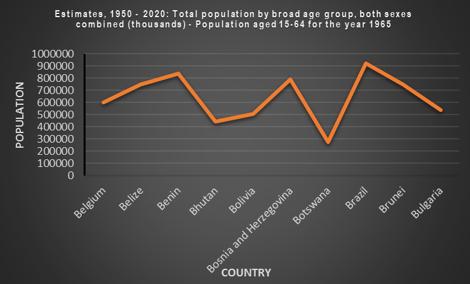 Estimates, 1950 - 2020: Total population by broad age group, both sexes
combined (thousands) - Population aged 15-64 for the year 1965
1000000
900000
800000
700000
600000
500000
400000
300000
200000
100000
0
POPULATION
Belgium
Belize
Benin
Bhutan
Bolivia
Bosnia and Herzegovina
Botswana
Brazil
Brunei
Bulgaria
COUNTRY